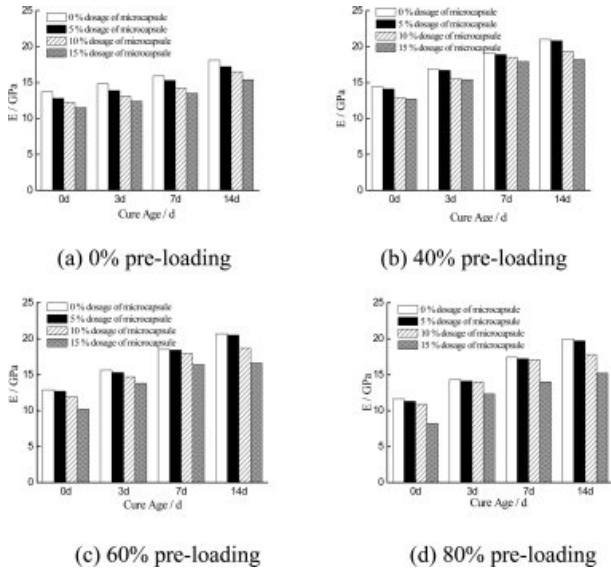 0 % dosage of microcapsule
5 % dosage of microcapsule
10 % dosage of microcapsule
15 % dosage of microcapsule
25
20
15
10
5
0
E / GPa
0d 3d 7d 14d
Cure Age / d
(a) 0% pre-loading
0 % dosage of microcapsule
5 % dosage of microcapsule
10 % dosage of microcapsule
15 % dosage of microcapsule
25
20
15
10
5
0
E / GPa
0d 3d 7d 14d
Cure Age / d
(b) 40% pre-loading
0 % dosage of microcapsule
5 % dosage of microcapsule
10 % dosage of microcapsule
15 % dosage of microcapsule
25
20
15
10
5
0
E / GPa
0d 3d 7d 14d
Cure Age / d
(c) 60% pre-loading
0 % dosage of microcapsule
5 % dosage of microcapsule
10 % dosage of microcapsule
15 % dosage of microcapsule
25
20
15
10
5
0
E / GPa
0d 3d 7d 14d
Cure Age / d
(d) 80% pre-loading